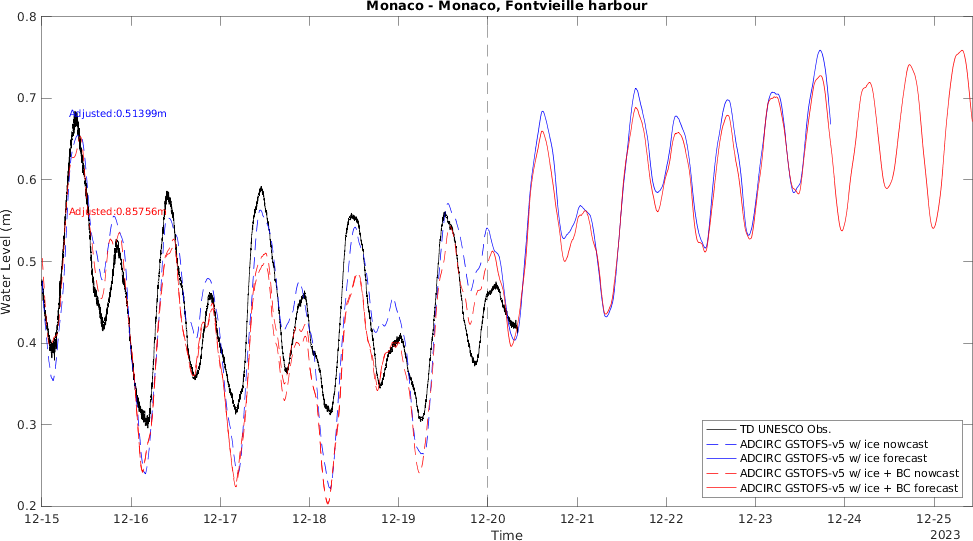 Monaco - Monaco, Fontvieille harbour
Water Level (m)
0.8
0.7
0.6
0.5
0.4
0.3
0.2
Adjusted:0.51399m
Adjusted:0.85756m
TD UNESCO Obs.
ADCIRC GSTOFS-v5 w/ ice nowcast
ADCIRC GSTOFS-v5 w/ ice forecast
ADCIRC GSTOFS-v5 w/ ice + BC nowcast
ADCIRC GSTOFS-v5 w/ ice + BC forecast
12-15 12-16 12-17 12-18 12-19 12-20 12-21 12-22 12-23 12-24 12-25
2023
Time